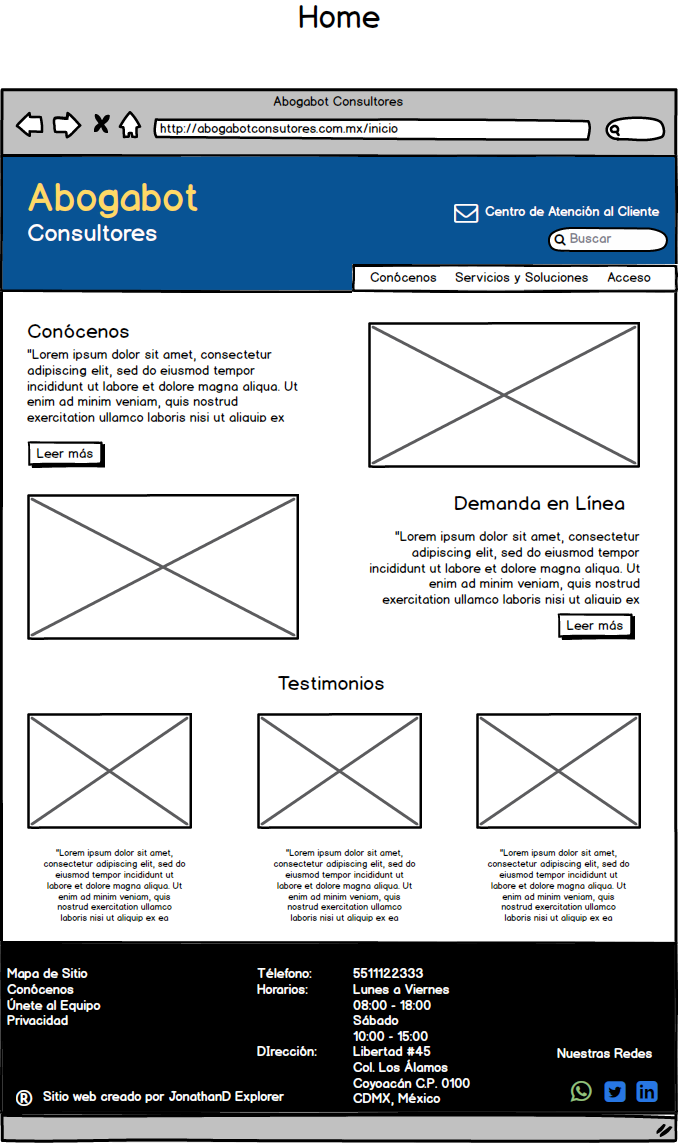 Home
Abogabot Consultores
http://abogabotconsutores.com.mx/inicio
Abogabot
Consultores
Centro de Atención al Cliente
Buscar
Conócenos Servicios y Soluciones Acceso
Conócenos
"Lorem ipsum dolor sit amet, consectetur
adipiscing elit, sed do eiusmod tempor
incididunt ut labore et dolore magna aliqua. Ut
enim ad minim veniam, quis nostrud
exercitation ullamco laboris nisi ut aliquip ex
Leer más
Demanda en Línea
"Lorem ipsum dolor sit amet, consectetur
adipiscing elit, sed do eiusmod tempor
incididunt ut labore et dolore magna aliqua. Ut
enim ad minim veniam, quis nostrud
exercitation ullamco laboris nisi ut aliquip ex
Leer más
Testimonios
"Lorem ipsum dolor sit amet,
consectetur adipiscing elit, sed do
eiusmod tempor incididunt ut
labore et dolore magna aliqua. Ut
enim ad minim veniam, quis
nostrud exercitation ullamco
laboris nisi ut aliquip ex ea
"Lorem ipsum dolor sit amet,
consectetur adipiscing elit, sed do
eiusmod tempor incididunt ut
labore et dolore magna aliqua. Ut
enim ad minim veniam, quis
nostrud exercitation ullamco
laboris nisi ut aliquip ex ea
"Lorem ipsum dolor sit amet,
consectetur adipiscing elit, sed do
eiusmod tempor incididunt ut
labore et dolore magna aliqua. Ut
enim ad minim veniam, quis
nostrud exercitation ullamco
laboris nisi ut aliquip ex ea
Mapa de Sitio
Conócenos
Únete al Equipo
Privacidad
Télefono: 5511122333
Horarios: Lunes a Viernes
08:00 - 18:00
Sábado
10:00 - 15:00
DIrección: Libertad #45
Col. Los Álamos
Coyoacán C.P. 0100
CDMX, México
Nuestras Redes
® Sitio web creado por JonathanD Explorer